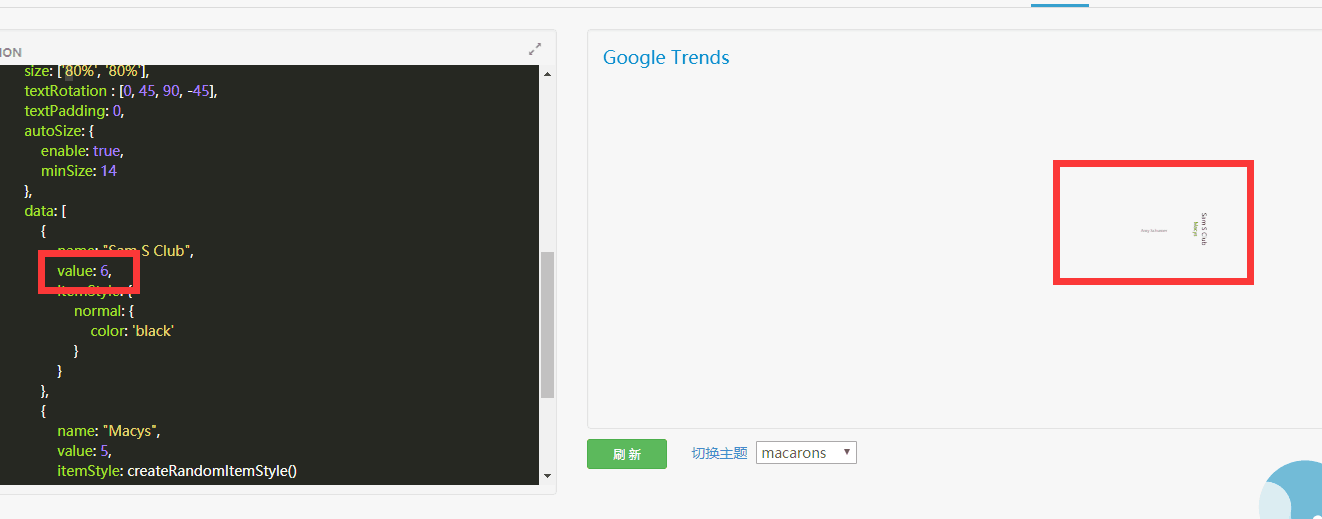 ION
size: ['80%', '80%'],
textRotation : [0, 45, 90, -45],
textPadding: 0,
autoSize: {
enable: true,
minSize: 14
},
data: [
{
name: "Sam S Club",
value: 6,
itemStyle: {
normal: {
color: 'black'
}
}
},
{
name: "Macys",
value: 5,
itemStyle: createRandomItemStyle()
Google Trends
Amy Schumer
Macys
Sam S Club
刷 新
切换主题
macarons